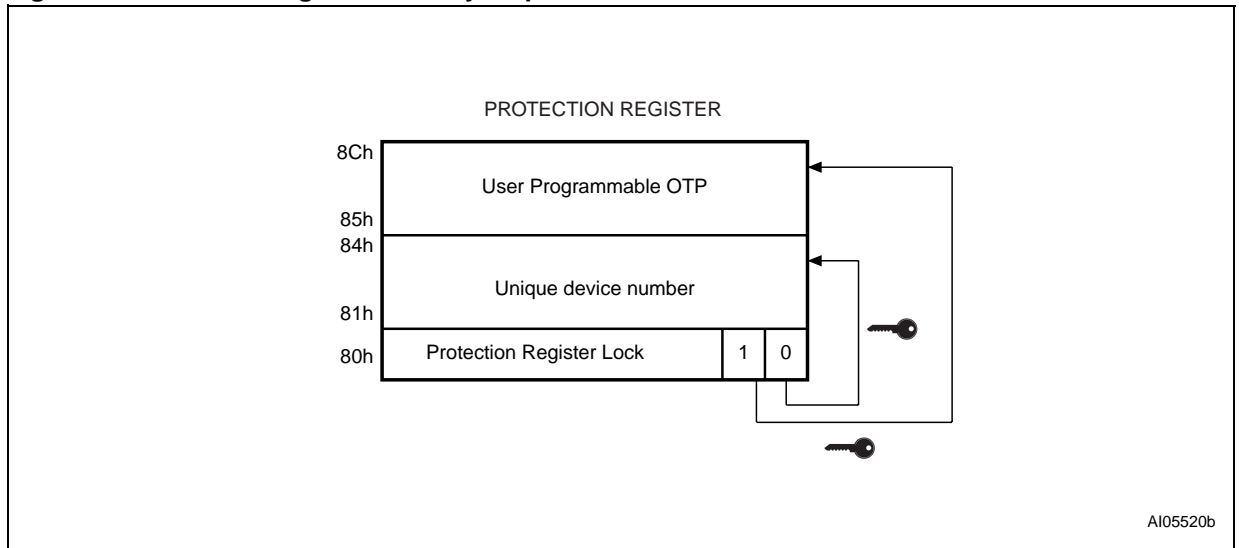 PROTECTION REGISTER
8Ch
User Programmable OTP
85h
84h
Unique device number
81h
80h Protection Register Lock 1 0
AI05520b